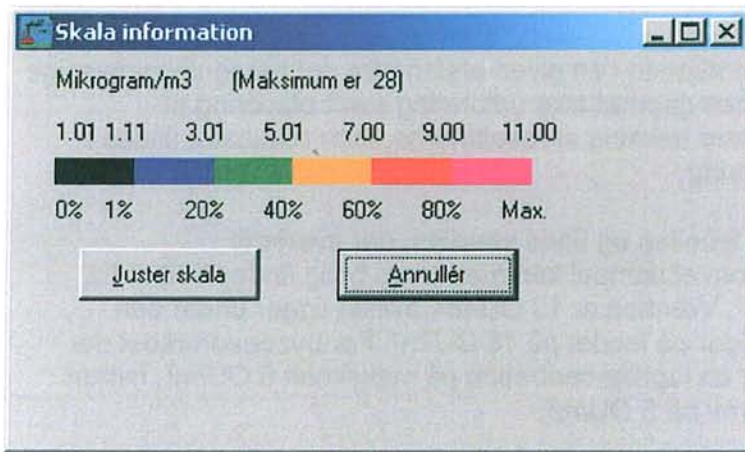 Skala information
Mikrogram/m3 (Maksimum er 28)
1.01 1.11 3.01 5.01 7.00 9.00 11.00
0% 1% 20% 40% 60% 80% Max.
Juster skala Annullér